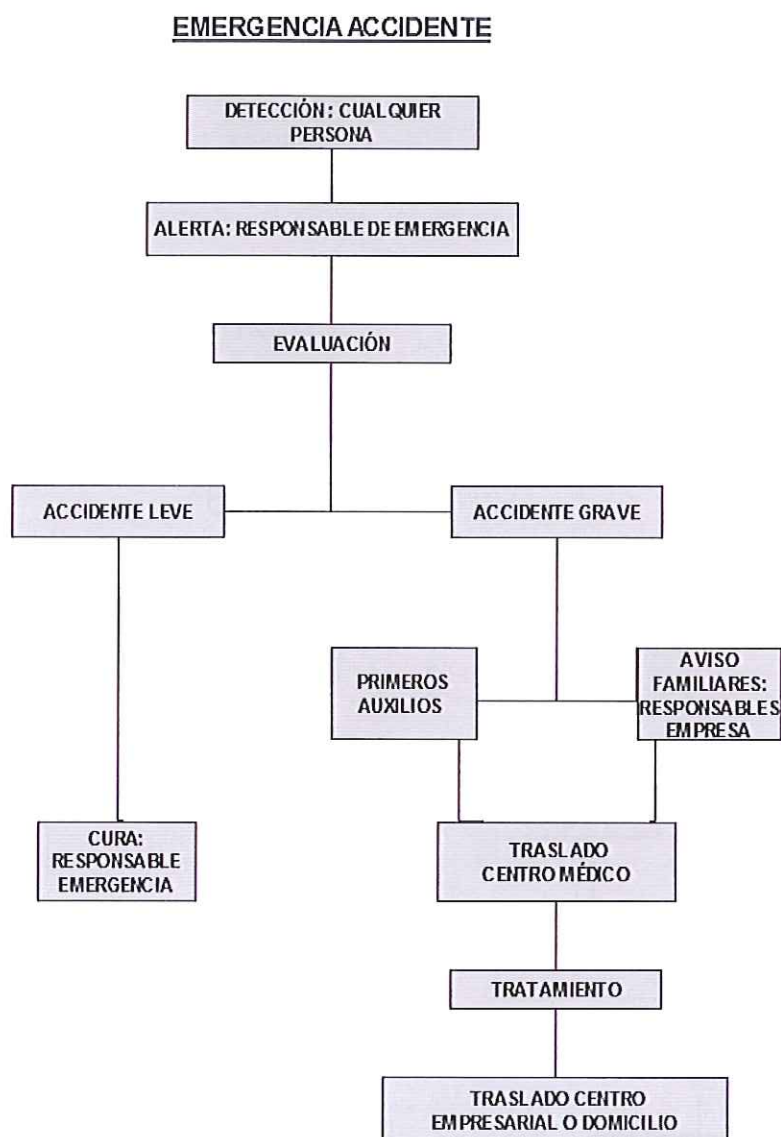 EMERGENCIA ACCIDENTE
DETECCIÓN: CUALQUIER
PERSONA
ALERTA: RESPONSABLE DE EMERGENCIA
EVALUACIÓN
ACCIDENTE LEVE
ACCIDENTE GRAVE
PRIMEROS
AUXILIOS
AVISO
FAMILIARES:
RESPONSABLES
EMPRESA
CURA:
RESPONSABLE
EMERGENCIA
TRASLADO
CENTRO MÉDICO
TRATAMIENTO
TRASLADO CENTRO
EMPRESARIAL O DOMICILIO